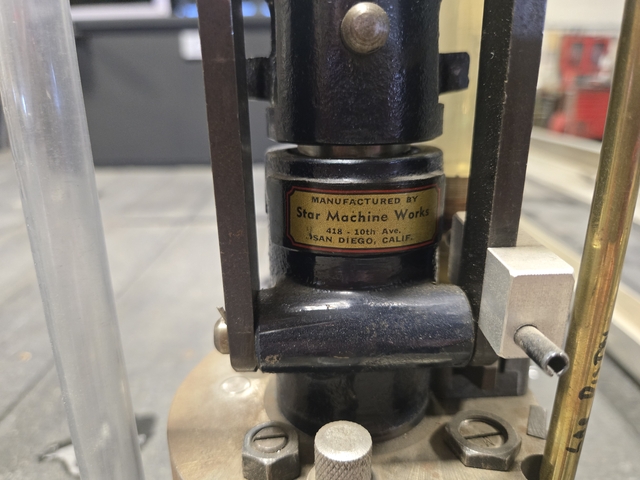 MANUFACTURED BY
Star Machine Works
418 - 10th Ave.
SAN DIEGO, CALIF.